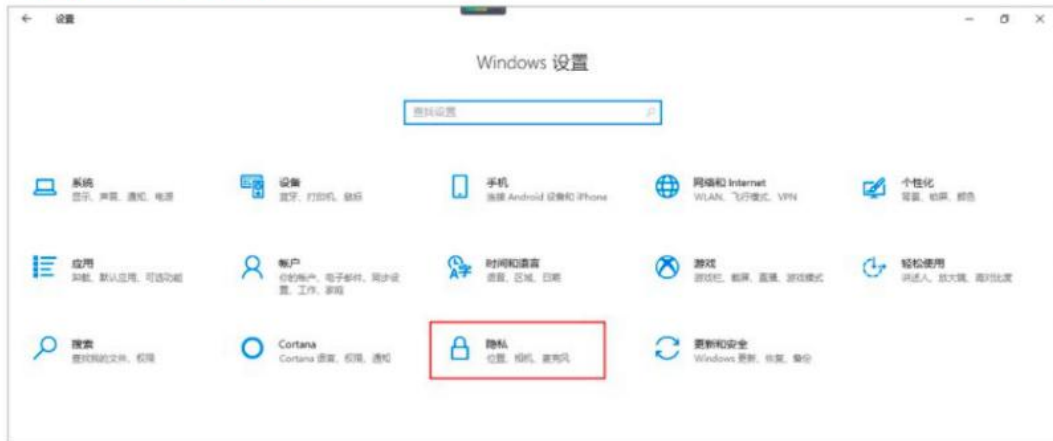 设置
Windows 设置
查找设置
系统
显示、声音、通知、电源
设备
蓝牙、打印机、鼠标
手机
连接 Android 设备和 iPhone
网络和 Internet
WLAN、飞行模式、VPN
个性化
背景、锁屏、颜色
应用
卸载、默认应用、可选功能
帐户
你的帐户、电子邮件、同步设
置、工作、家庭
时间和语言
语音、区域、日期
游戏
游戏栏、截屏、直播、游戏模式
轻松使用
讲述人、放大镜、高对比度
搜索
查找我的文件、权限
Cortana
Cortana 语言、权限、通知
隐私
位置、相机、麦克风
更新和安全
Windows 更新、恢复、备份